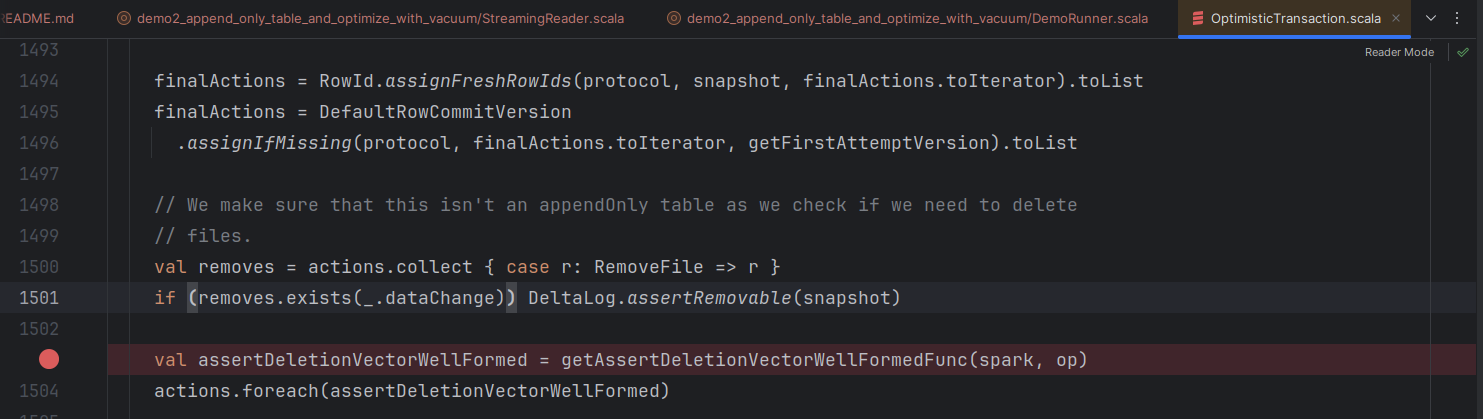 README.md demo2_append_only_table_and_optimize_with_vacuum/StreamingReader.scala demo2_append_only_table_and_optimize_with_vacuum/DemoRunner.scala OptimisticTransaction.scala
Reader Mode
1493
1494 finalActions = RowId.assignFreshRowIds(protocol, snapshot, finalActions.toIterator).toList
1495 finalActions = DefaultRowCommitVersion
1496 .assignIfMissing(protocol, finalActions.toIterator, getFirstAttemptVersion).toList
1497
1498 // We make sure that this isn't an appendOnly table as we check if we need to delete
1499 // files.
1500 val removes = actions.collect { case r: RemoveFile => r }
1501 if (removes.exists(_.dataChange)) DeltaLog.assertRemovable(snapshot)
1502
val assertDeletionVectorWellFormed = getAssertDeletionVectorWellFormedFunc(spark, op)
1504 actions.foreach(assertDeletionVectorWellFormed)